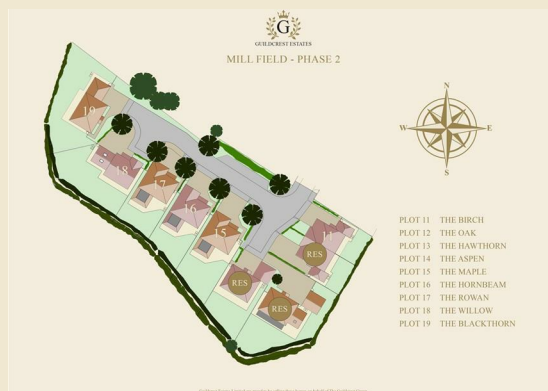 G
GUILDCREST ESTATES
MILL FIELD - PHASE 2
N
W
E
S
19
18
17
16
15
11
RES
RES
RES
PLOT 11 THE BIRCH
PLOT 12 THE OAK
PLOT 13 THE HAWTHORN
PLOT 14 THE ASPEN
PLOT 15 THE MAPLE
PLOT 16 THE HORNBEAM
PLOT 17 THE ROWAN
PLOT 18 THE WILLOW
PLOT 19 THE BLACKTHORN